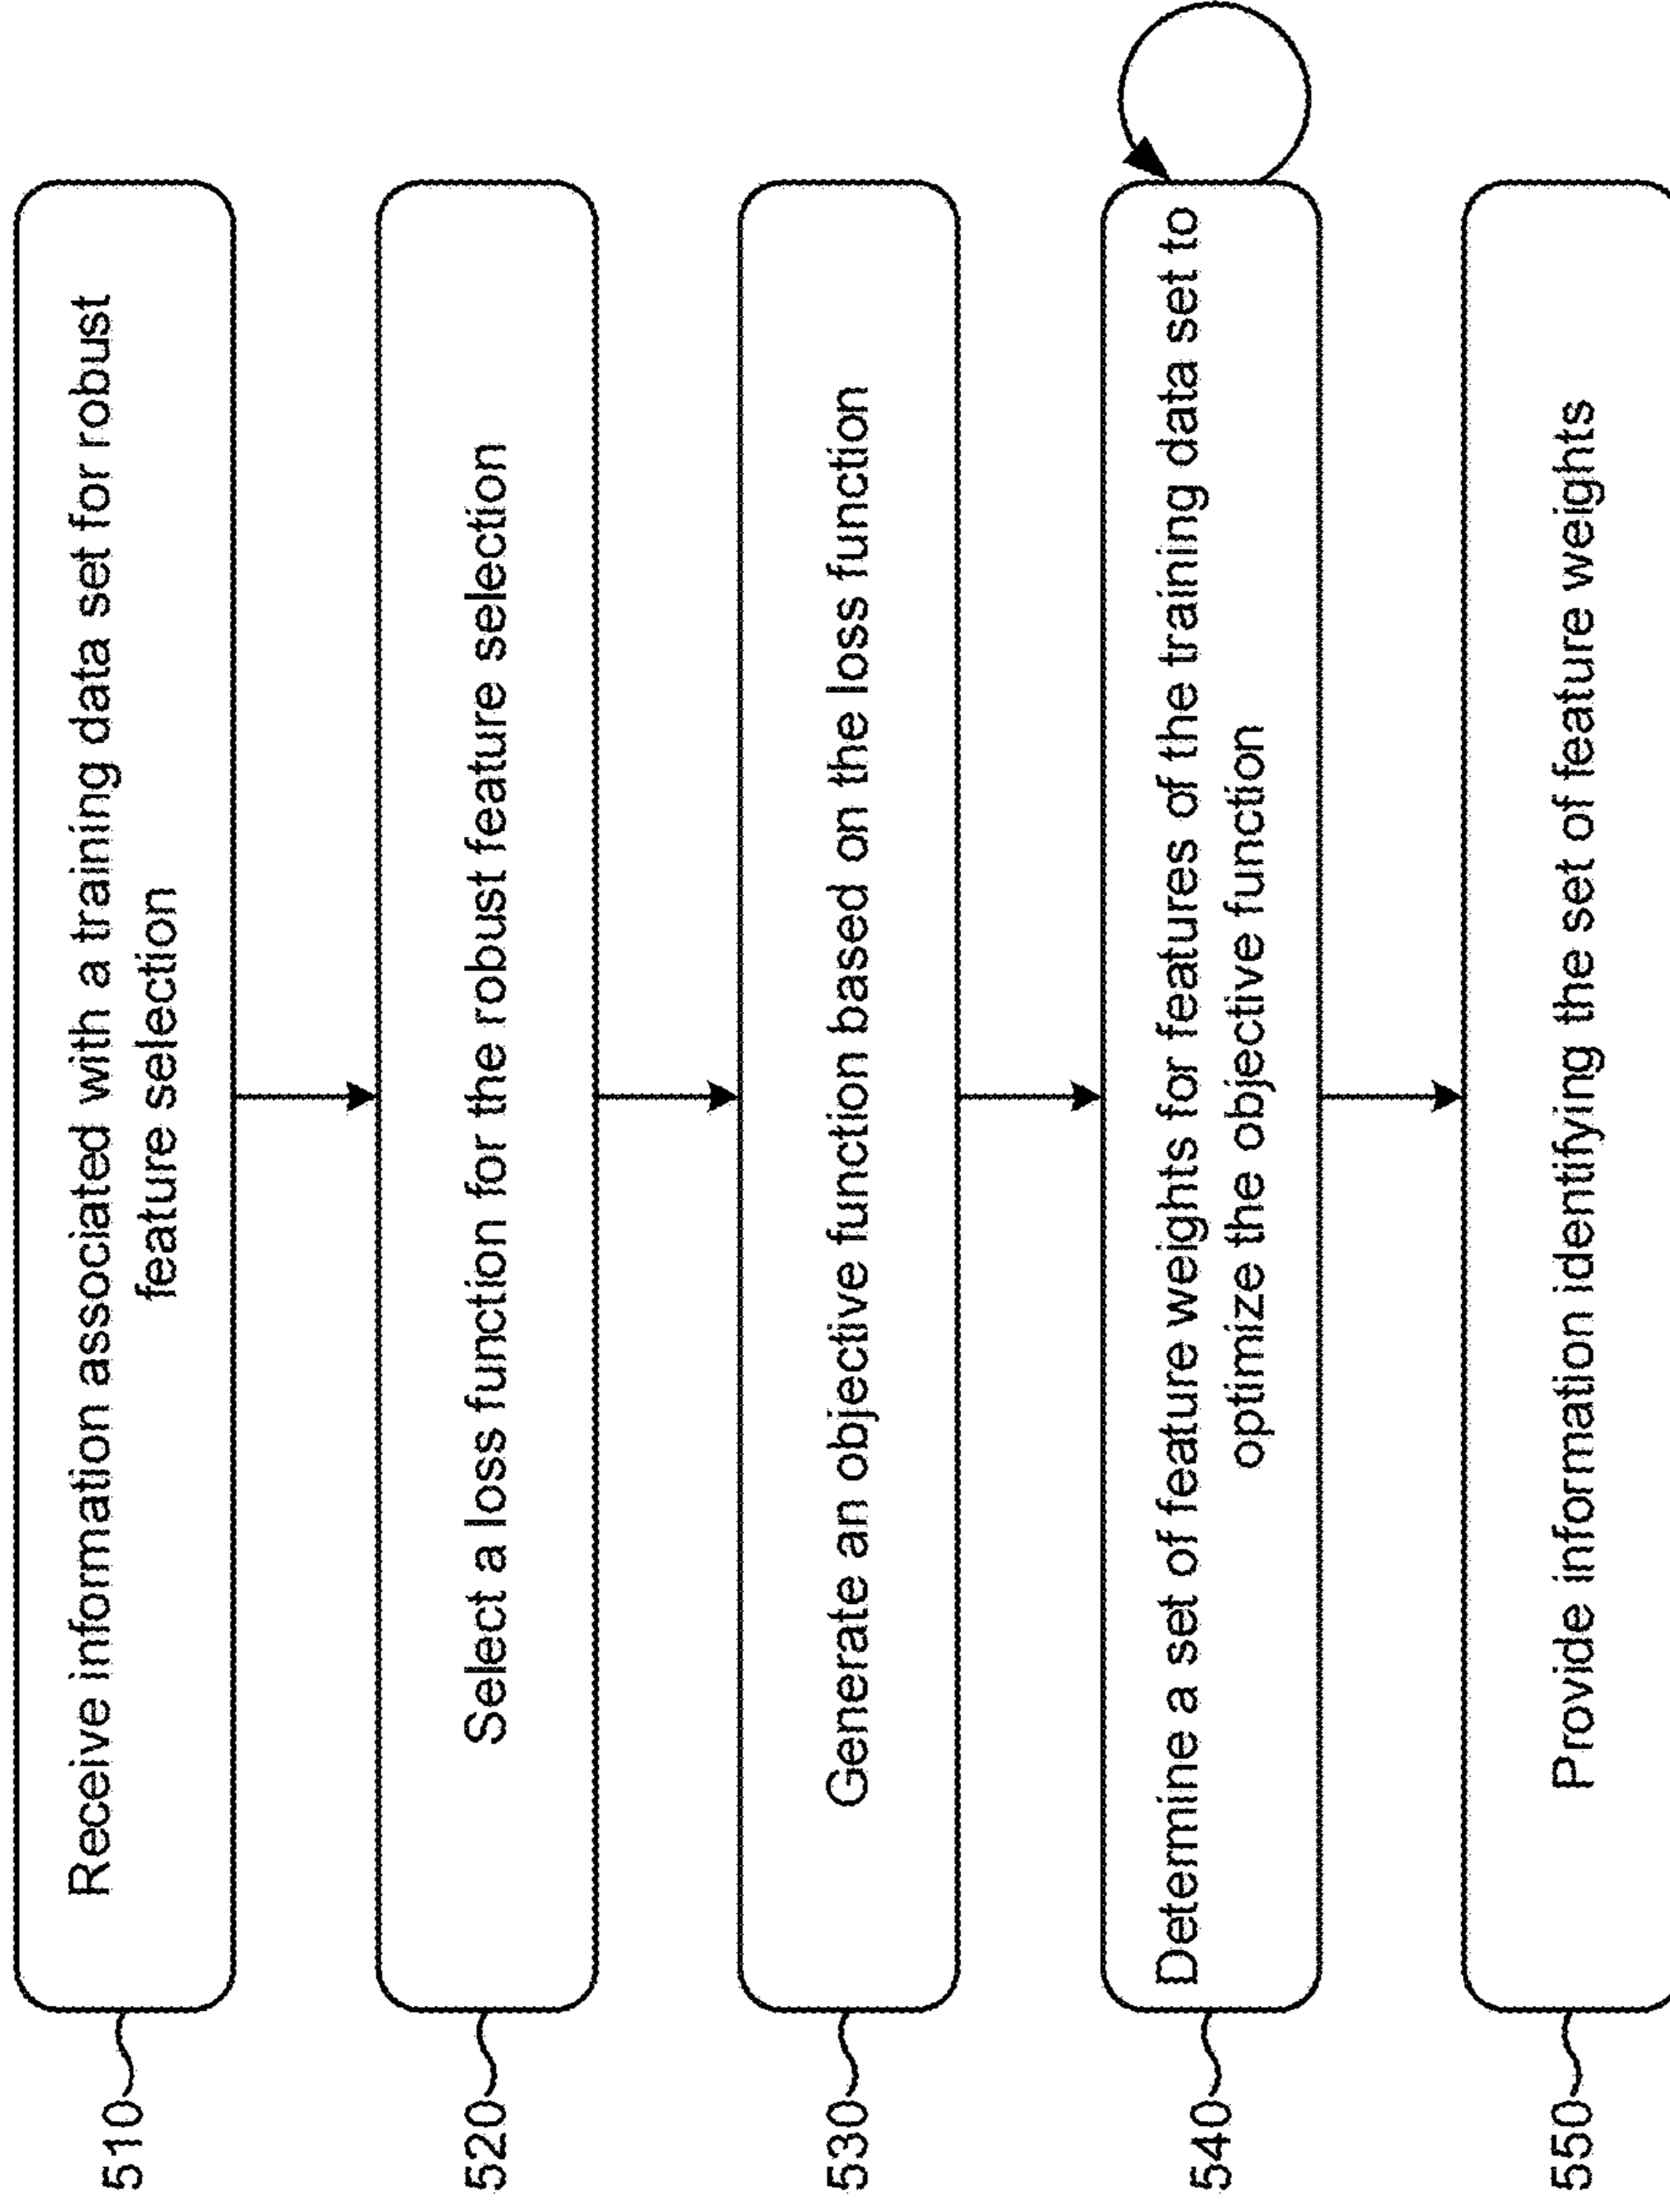 510
Receive information associated with a training data set for robust
feature selection
520
Select a loss function for the robust feature selection
530
Generate an objective function based on the loss function
540
Determine a set of feature weights for features of the training data set to
optimize the objective function
550
Provide information identifying the set of feature weights